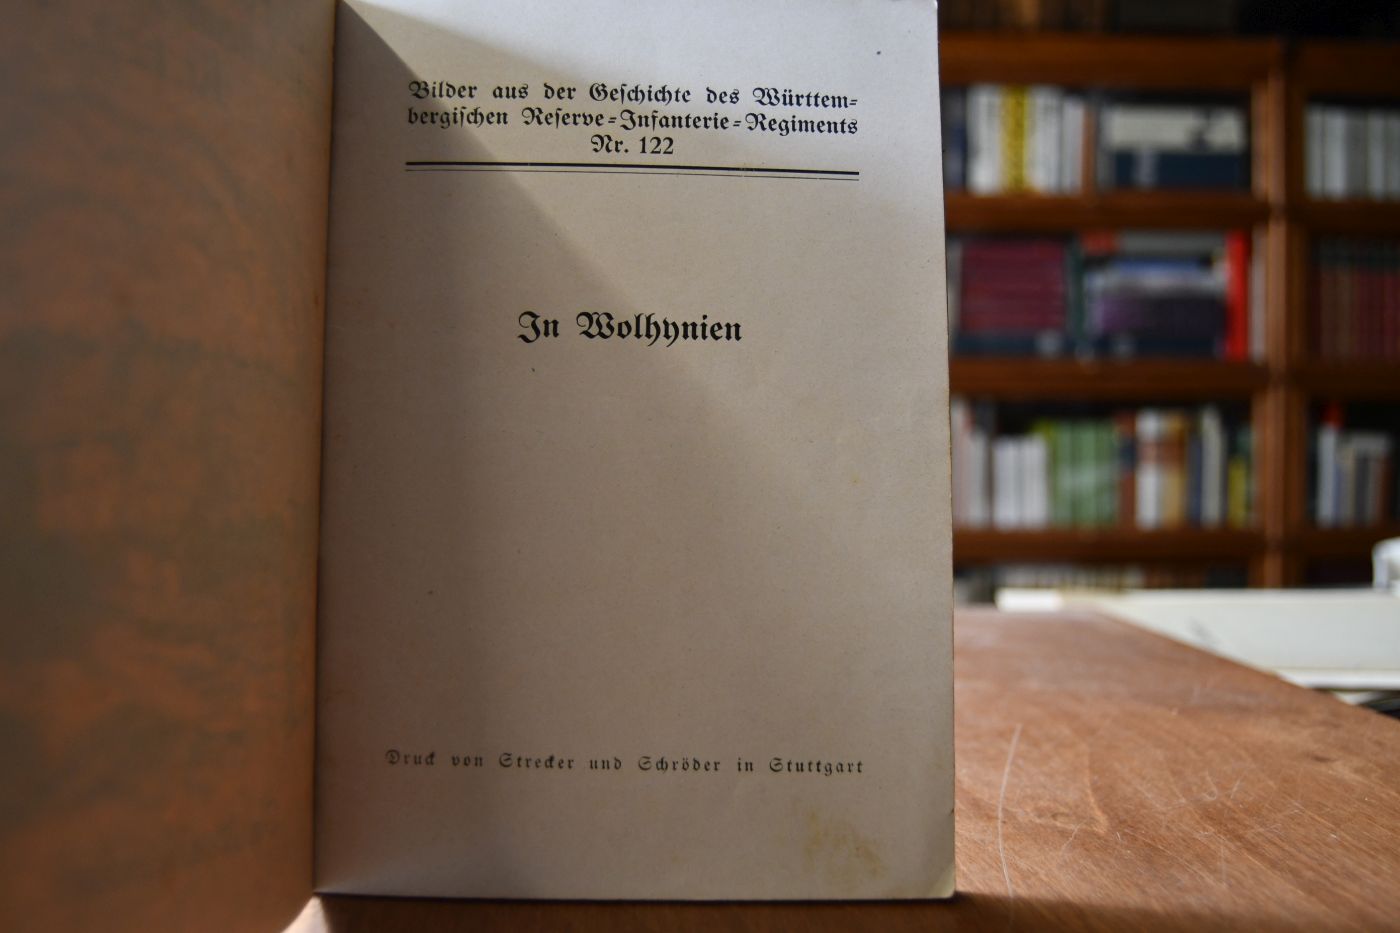 Bilder aus der Geſchichte des Württem⸗
bergiſchen Reſerve⸗Infanterie⸗Regiments
Nr. 122
In Wolhynien
Druck von Strecker und Schröder in Stuttgart